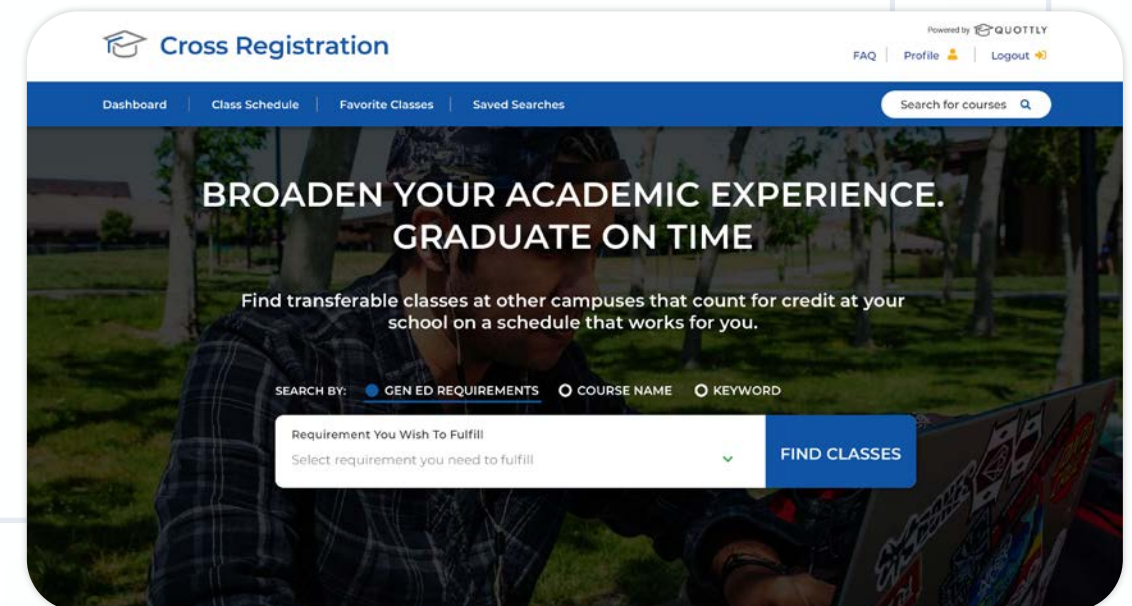 Powered by QUOTTLY
Cross Registration
FAQ Profile Logout
Dashboard Class Schedule Favorite Classes Saved Searches Search for courses
BROADEN YOUR ACADEMIC EXPERIENCE.
GRADUATE ON TIME
Find transferable classes at other campuses that count for credit at your
school on a schedule that works for you.
SEARCH BY: GEN ED REQUIREMENTS COURSE NAME KEYWORD
Requirement You Wish To Fulfill
Select requirement you need to fulfill
FIND CLASSES